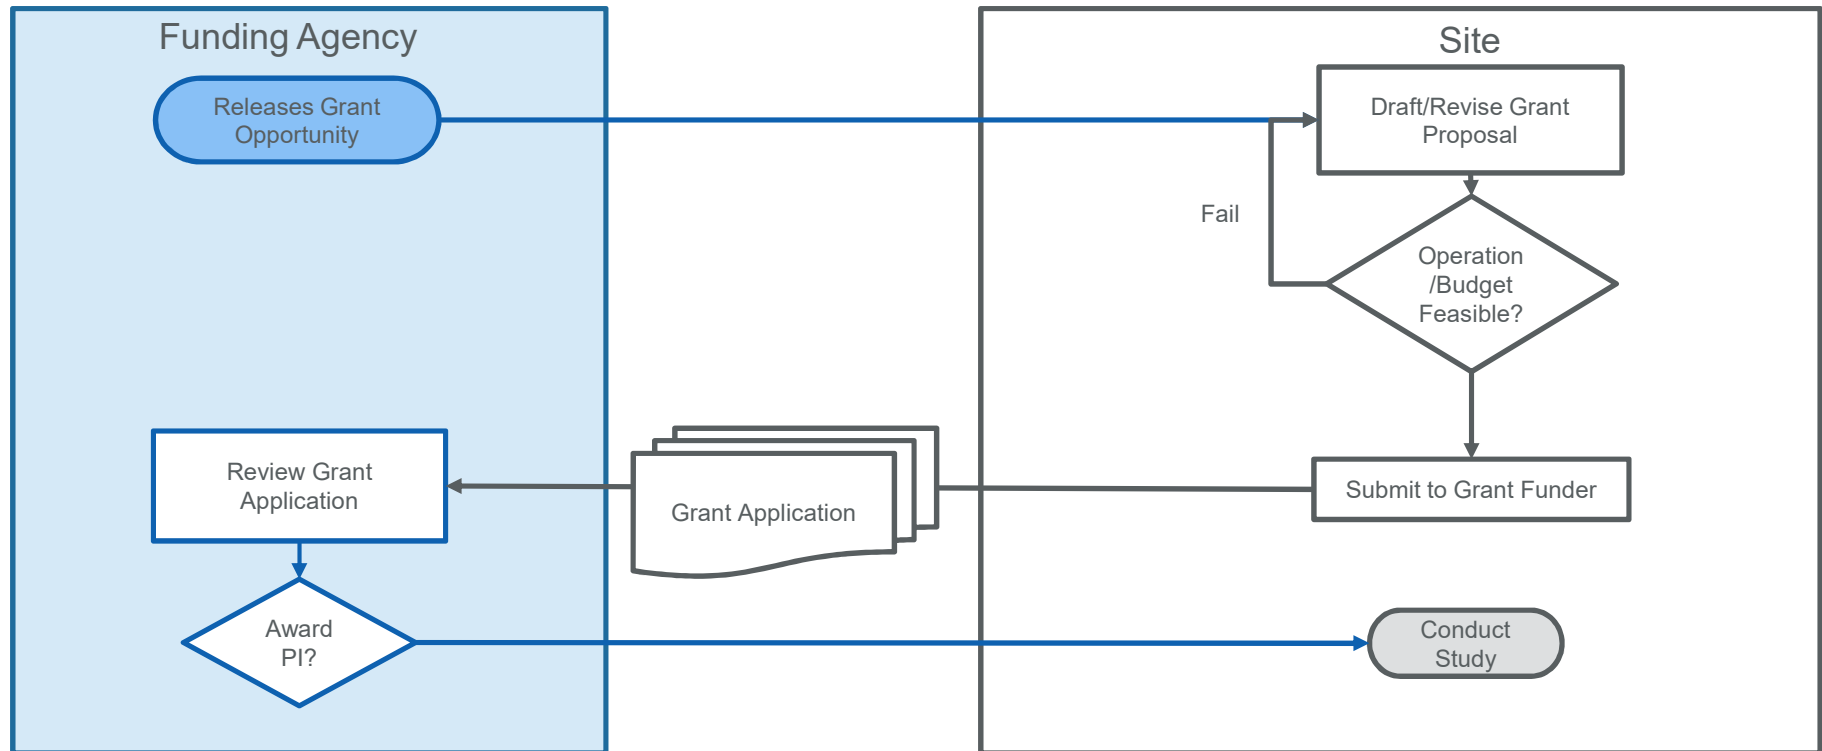 Funding Agency
Site
Releases Grant
Opportunity
Draft/Revise Grant
Proposal
Fail
Operation
/Budget
Feasible?
Review Grant
Application
Grant Application
Submit to Grant Funder
Award
PI?
Conduct
Study